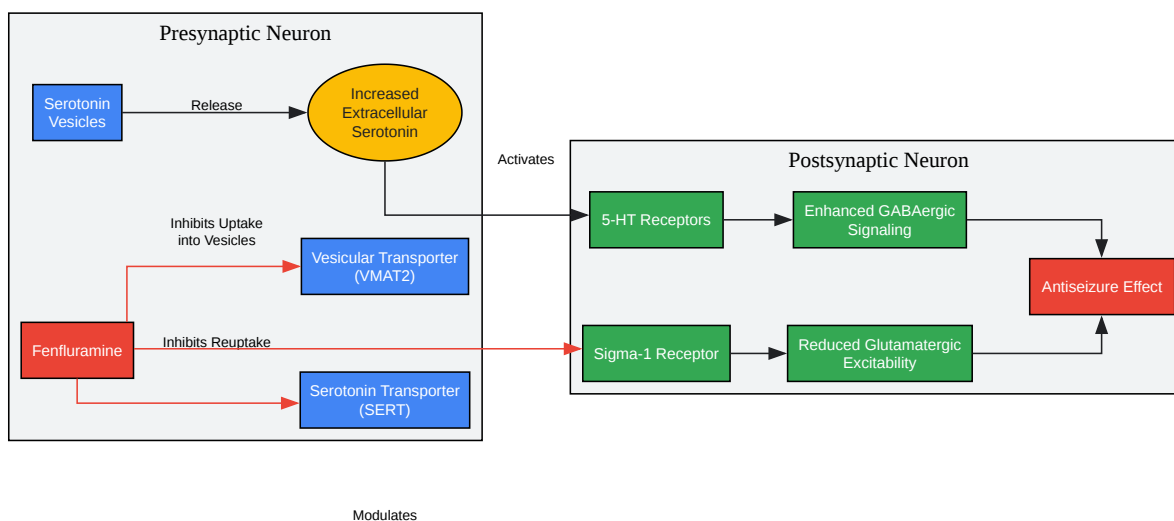 Presynaptic Neuron
Serotonin
Vesicles
Release
Increased
Extracellular
Serotonin
Activates
Inhibits Uptake
into Vesicles
Vesicular Transporter
(VMAT2)
Fenfluramine
Inhibits Reuptake
Serotonin Transporter
(SERT)
Postsynaptic Neuron
5-HT Receptors
Enhanced GABAergic
Signaling
Antiseizure Effect
Sigma-1 Receptor
Reduced Glutamatergic
Excitability
Modulates